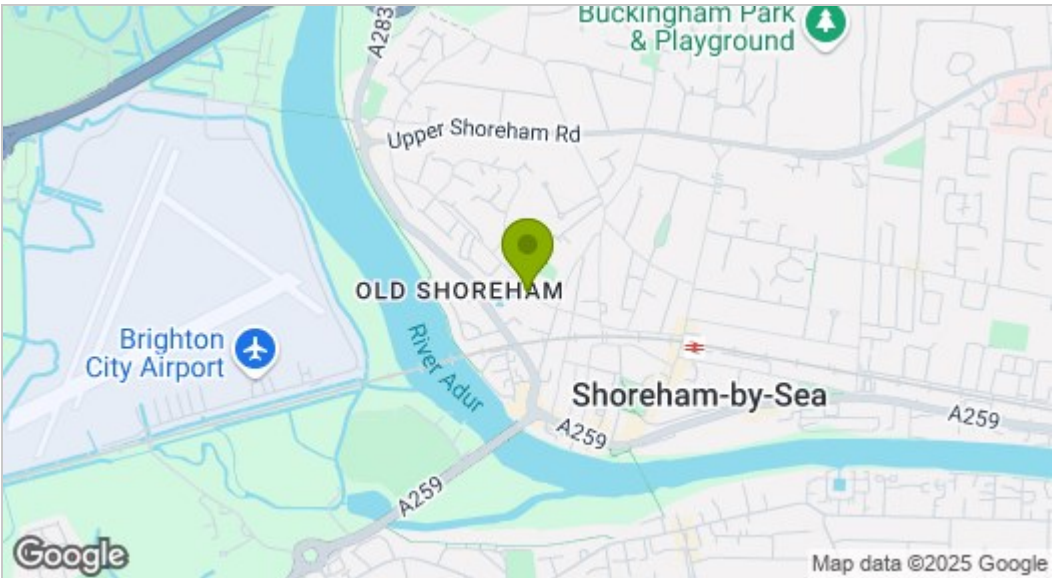 Buckingham Park
& Playground
A283
Upper Shoreham Rd
OLD SHOREHAM
Brighton
City Airport
River Adur
Shoreham-by-Sea
A259
A259
A259
Google
Map data ©2025 Google